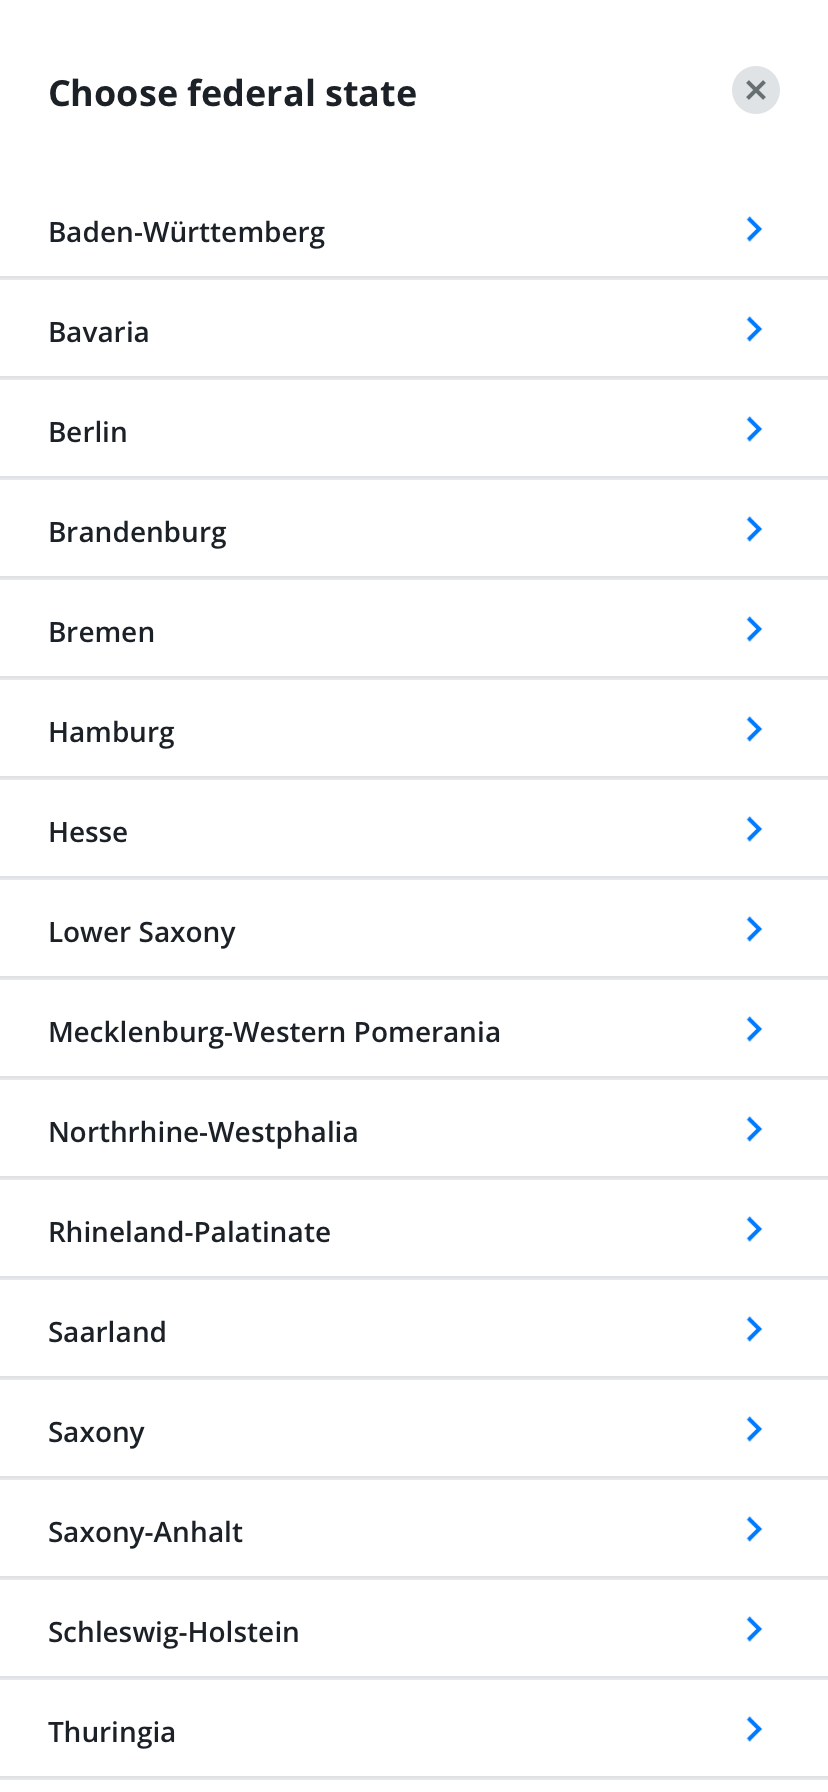 Choose federal state
Baden-Württemberg
Bavaria
Berlin
Brandenburg
Bremen
Hamburg
Hesse
Lower Saxony
Mecklenburg-Western Pomerania
Northrhine-Westphalia
Rhineland-Palatinate
Saarland
Saxony
Saxony-Anhalt
Schleswig-Holstein
Thuringia